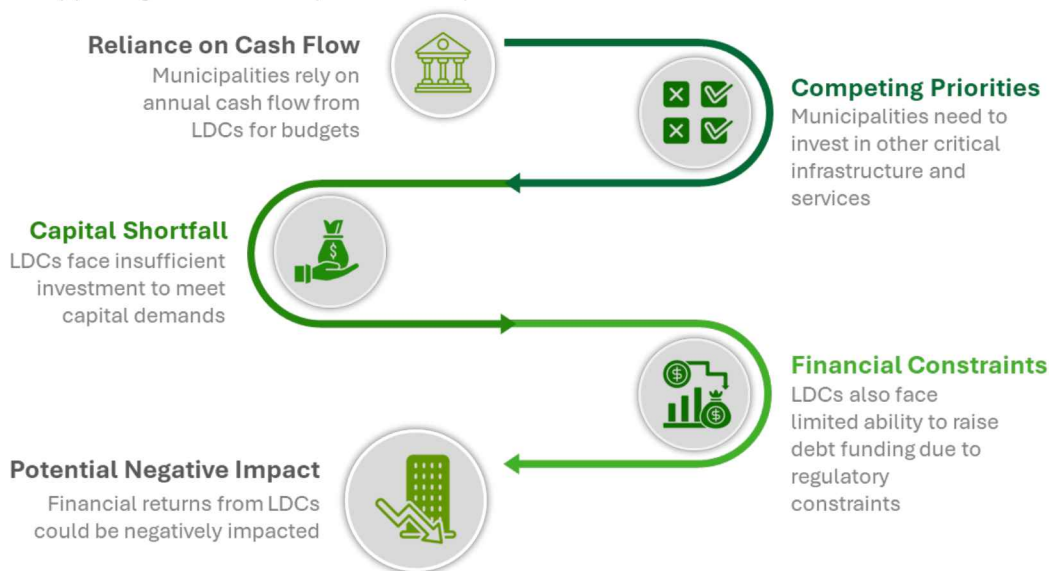 Reliance on Cash Flow
Municipalities rely on
annual cash flow from
LDCs for budgets
Competing Priorities
Municipalities need to
invest in other critical
infrastructure and
services
Capital Shortfall
LDCs face insufficient
investment to meet
capital demands
Financial Constraints
LDCs also face
limited ability to raise
debt funding due to
regulatory
constraints
Potential Negative Impact
Financial returns from LDCs
could be negatively impacted